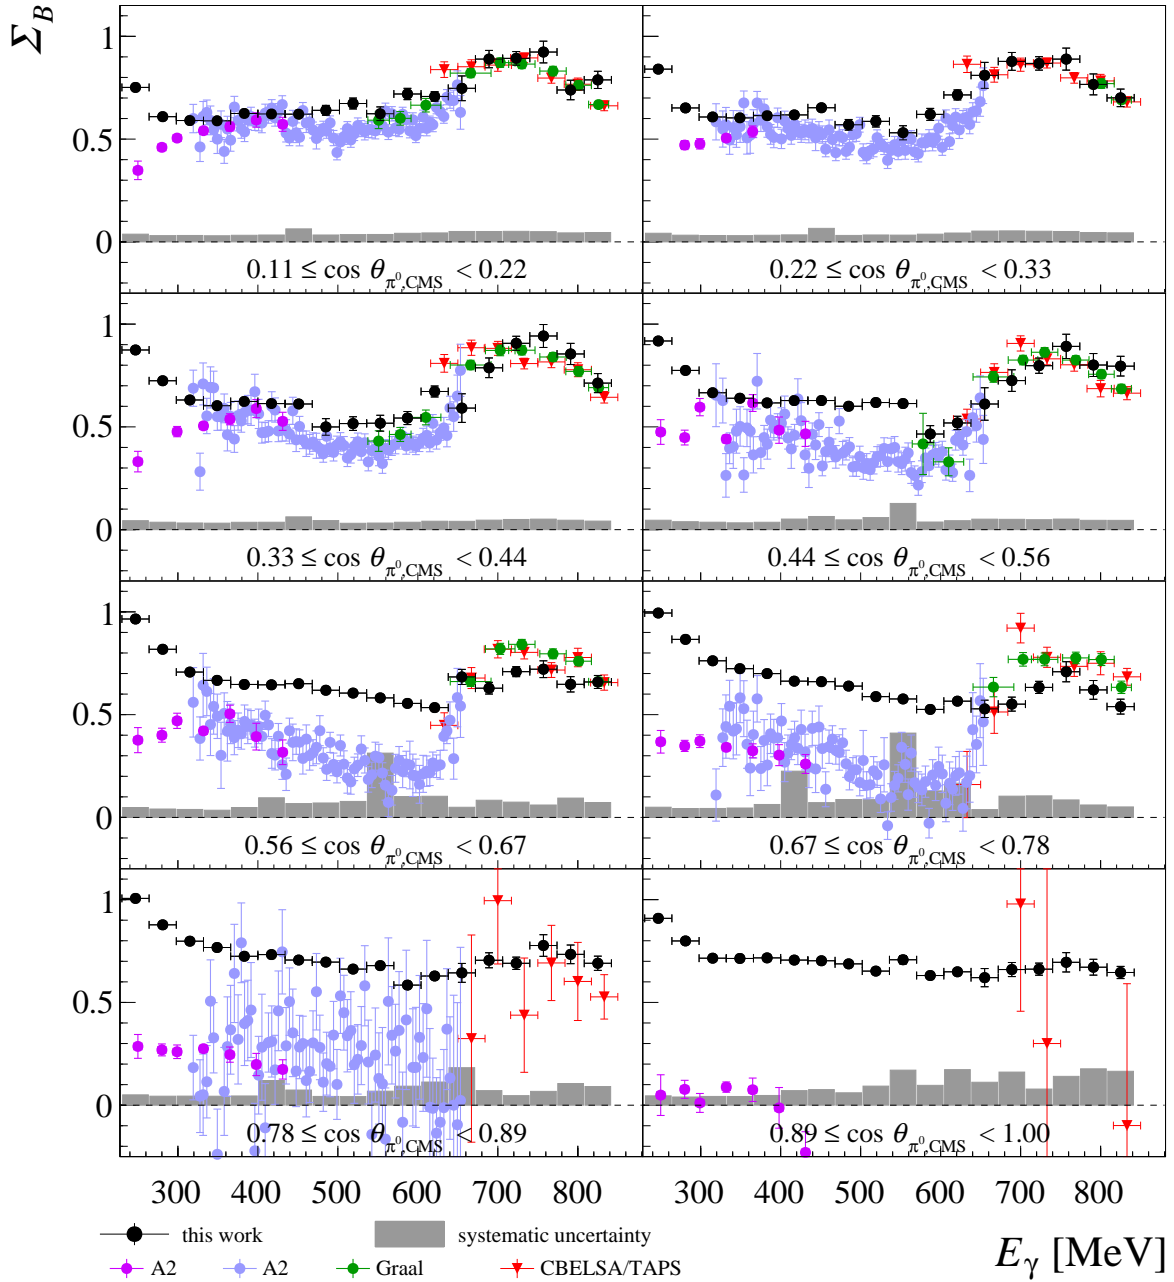 Σ_B
1
0.5
0
0.11 ≤ cos θ_π⁰,CMS < 0.22
0.22 ≤ cos θ_π⁰,CMS < 0.33
1
0.5
0
0.33 ≤ cos θ_π⁰,CMS < 0.44
0.44 ≤ cos θ_π⁰,CMS < 0.56
1
0.5
0
0.56 ≤ cos θ_π⁰,CMS < 0.67
0.67 ≤ cos θ_π⁰,CMS < 0.78
1
0.5
0
0.78 ≤ cos θ_π⁰,CMS < 0.89
0.89 ≤ cos θ_π⁰,CMS < 1.00
300 400 500 600 700 800 300 400 500 600 700 800
this work systematic uncertainty
A2 A2 Graal CBELSA/TAPS
E_γ [MeV]